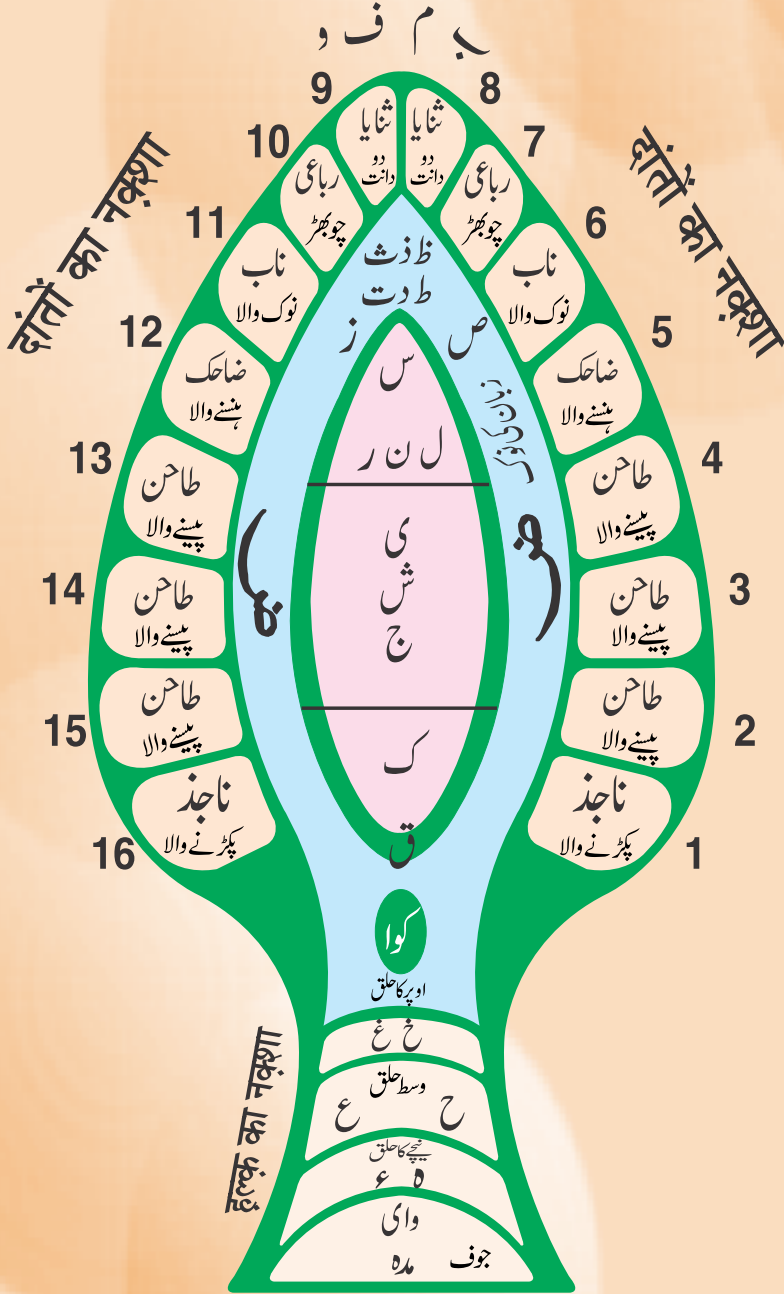 ب م ف و
9
8
ثنایا
دو
دانت
ثنایا
دو
دانت
10
7
رباعی
چوبھڑ
رباعی
چوبھڑ
दांतों का नक़्शा
दांतों का नक़्शा
11
6
ناب
نوک والا
ناب
نوک والا
ظ ذ ث
ط د ت
ز
ص
س
12
5
ضاحک
ہنسنے والا
ضاحک
ہنسنے والا
زبان کی نوک
ل ن ر
13
4
طاحن
پیسنے والا
طاحن
پیسنے والا
ض
ض
ی
ش
ج
14
3
طاحن
پیسنے والا
طاحن
پیسنے والا
15
2
طاحن
پیسنے والا
طاحن
پیسنے والا
ک
16
1
ناجذ
پکڑنے والا
ناجذ
پکڑنے والا
ق
کوا
اوپر کا حلق
خ غ
وسط حلق
ح ع
نیچے کا حلق
ہ ء
وای
مدہ
جوف
का नक़्शा